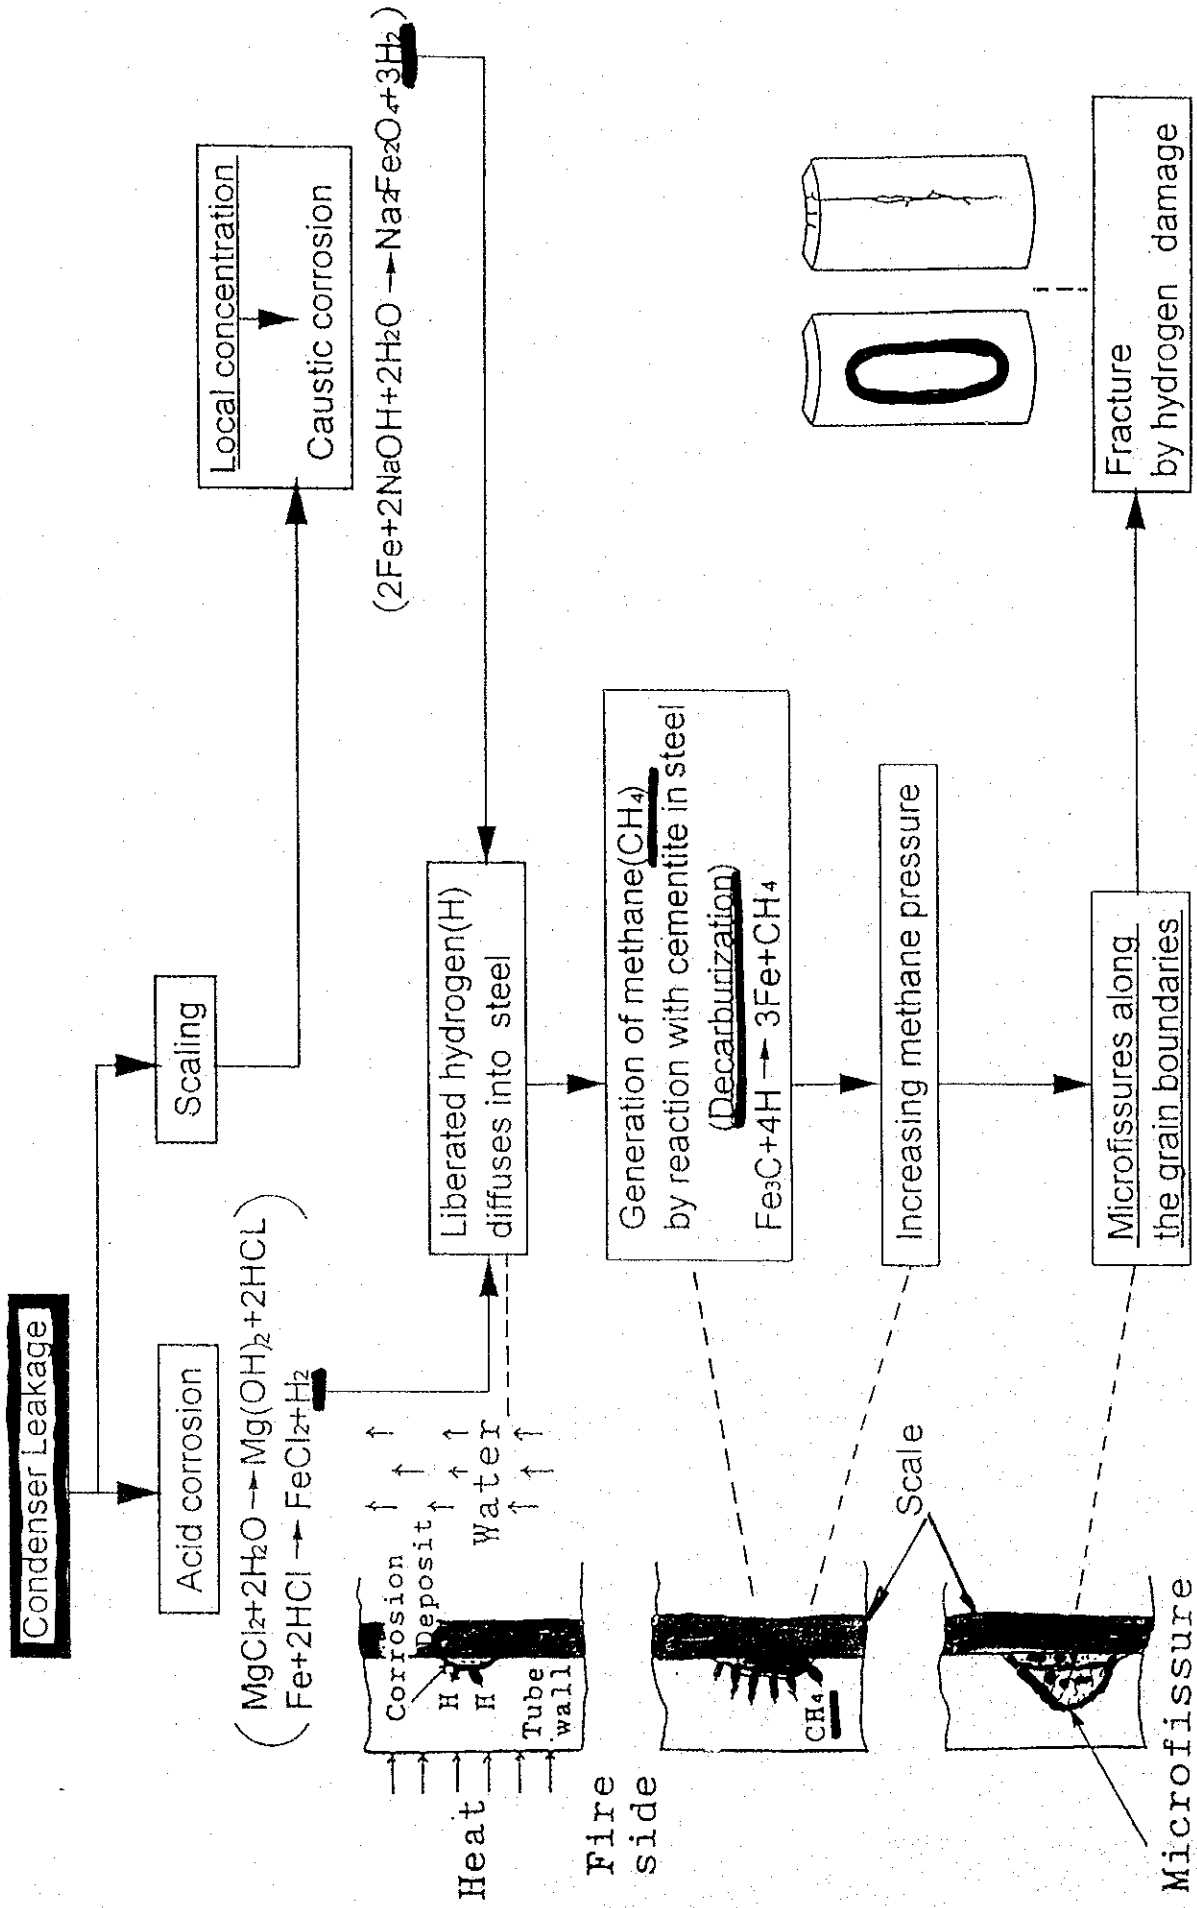 Condenser Leakage
Acid corrosion
(MgCl₂+2H₂O→Mg(OH)₂+2HCL
Fe+2HCl→FeCl₂+H₂)
Scaling
Local concentration
Caustic corrosion
(2Fe+2NaOH+2H₂O→Na₂Fe₂O₄+3H₂)
Liberated hydrogen(H)
diffuses into steel
Generation of methane(CH₄)
by reaction with cementite in steel
(Decarburization)
Fe₃C+4H→3Fe+CH₄
Increasing methane pressure
Microfissures along
the grain boundaries
Fracture
by hydrogen damage
Heat
Fire
side
Corrosion
Deposit
H
H
Tube
wall
Water
CH₄
Scale
Microfissure